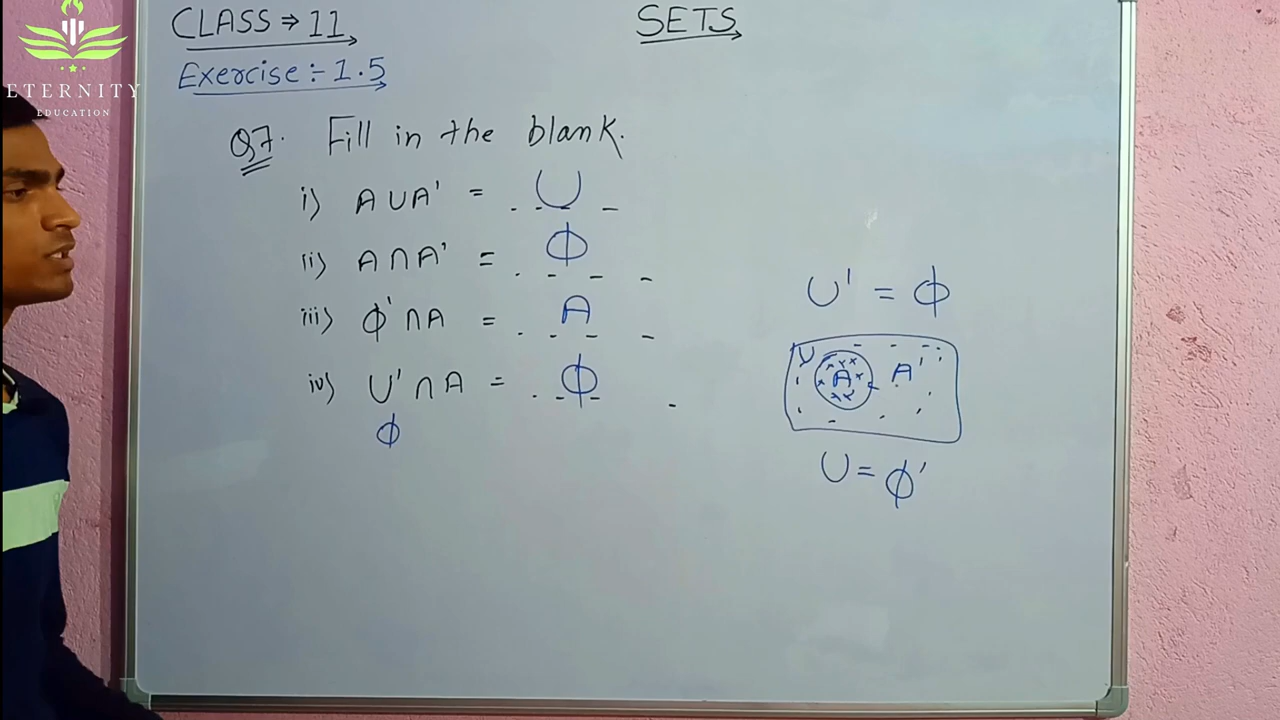 ETERNITY
EDUCATION
CLASS ⇒ 11
SETS
Exercise :- 1.5
Q7. Fill in the blank.
i) A ∪ A' = . - - - U
ii) A ∩ A' = . - - - ϕ
iii) ϕ' ∩ A = . - - - A
iv) U' ∩ A = . - - - ϕ
ϕ
U' = ϕ
U A A'
U = ϕ'